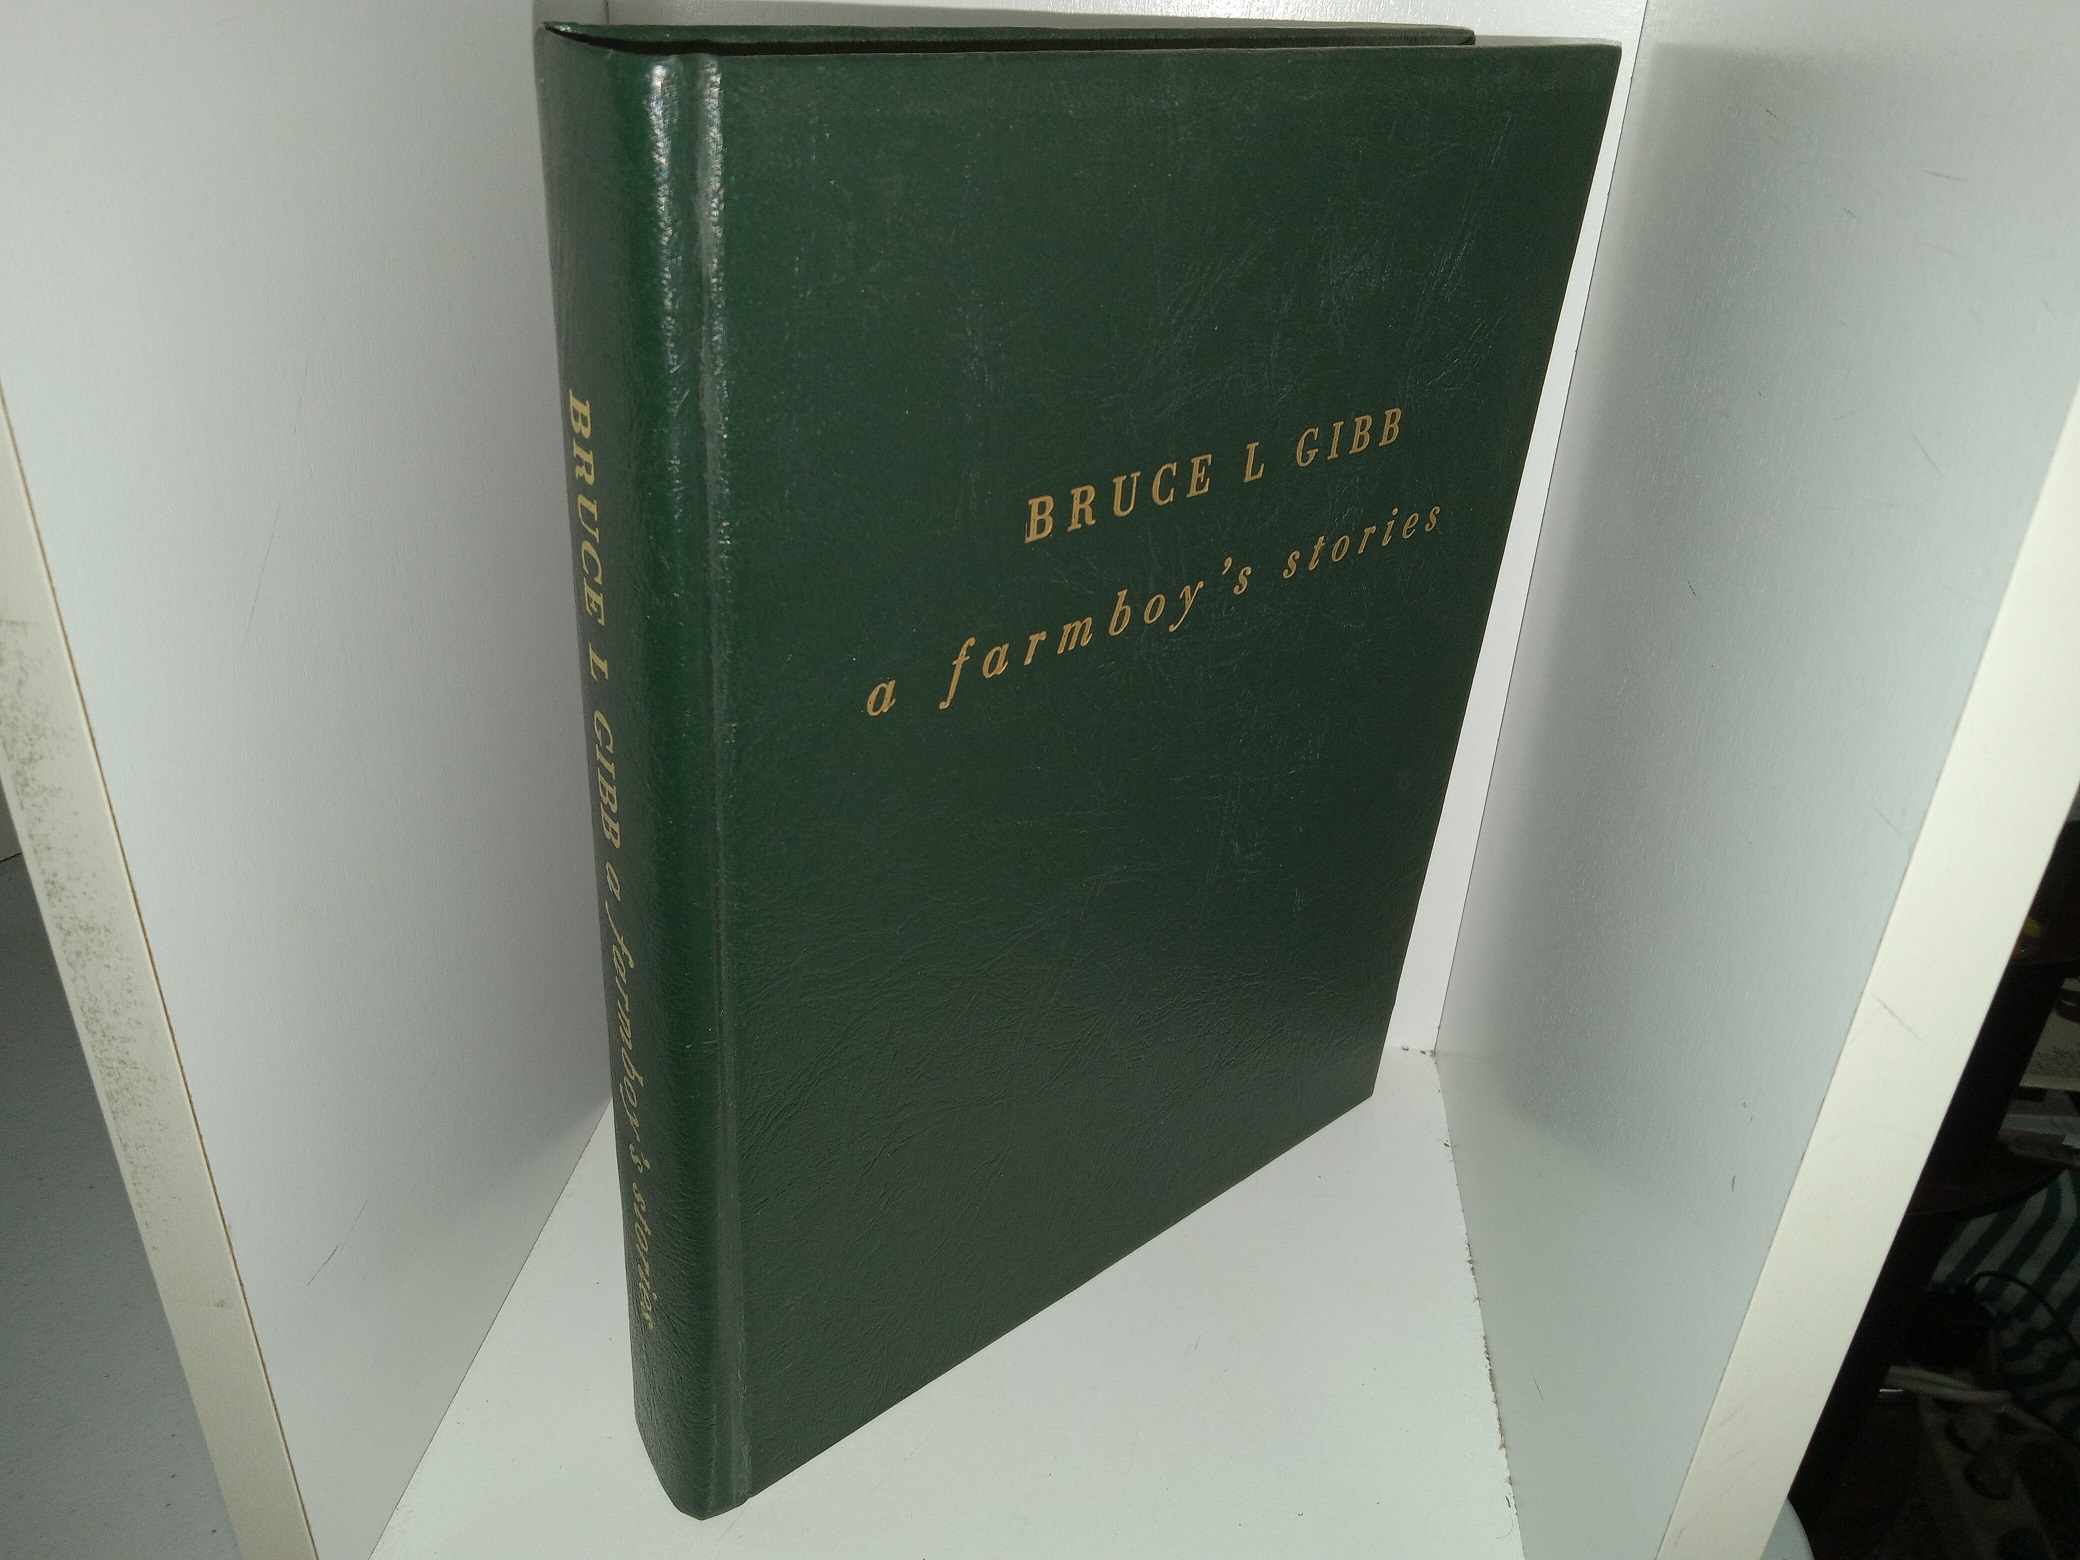 BRUCE L GIBB a farmboy's stories
BRUCE L GIBB
a farmboy's stories